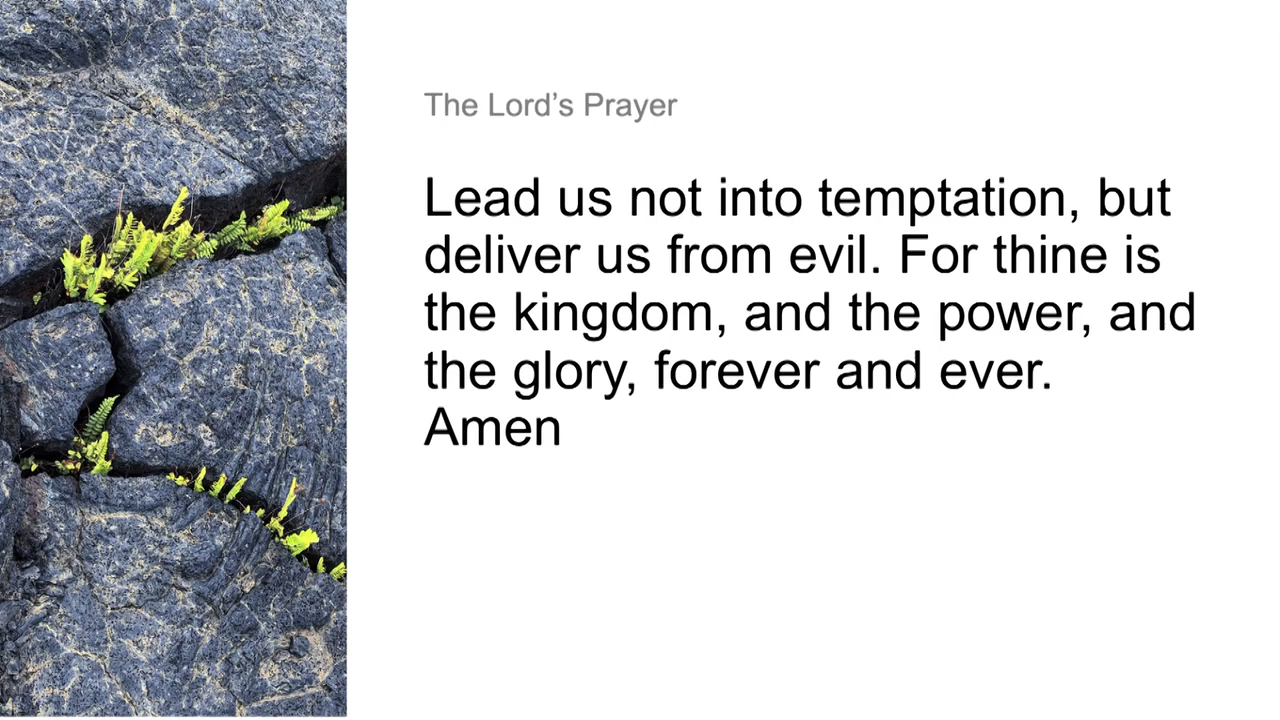 The Lord’s Prayer
Lead us not into temptation, but
deliver us from evil. For thine is
the kingdom, and the power, and
the glory, forever and ever.
Amen